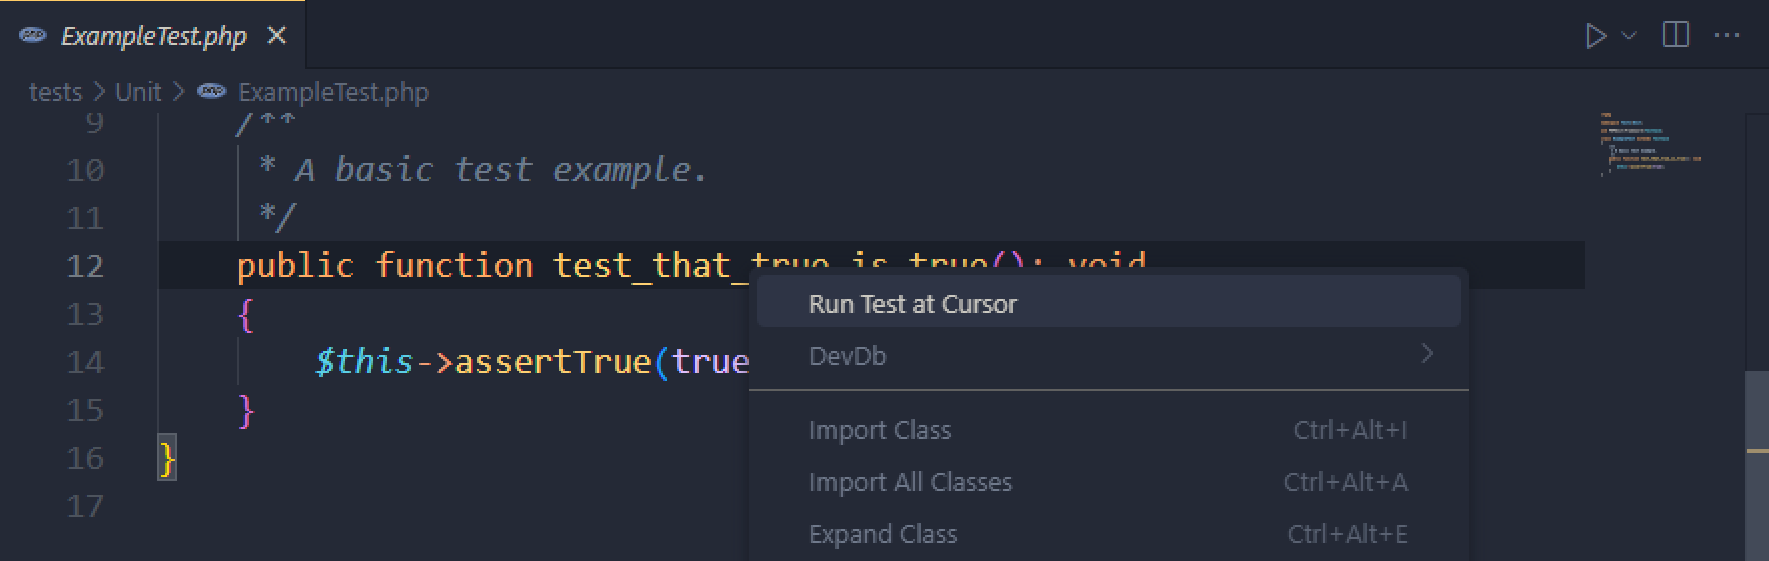 ExampleTest.php
tests > Unit > ExampleTest.php
9 /**
10 * A basic test example.
11 */
12 public function test_that_true_is_true(): void
13 {
14 $this->assertTrue(true
15 }
16 }
17
Run Test at Cursor
DevDb
Import Class Ctrl+Alt+I
Import All Classes Ctrl+Alt+A
Expand Class Ctrl+Alt+E